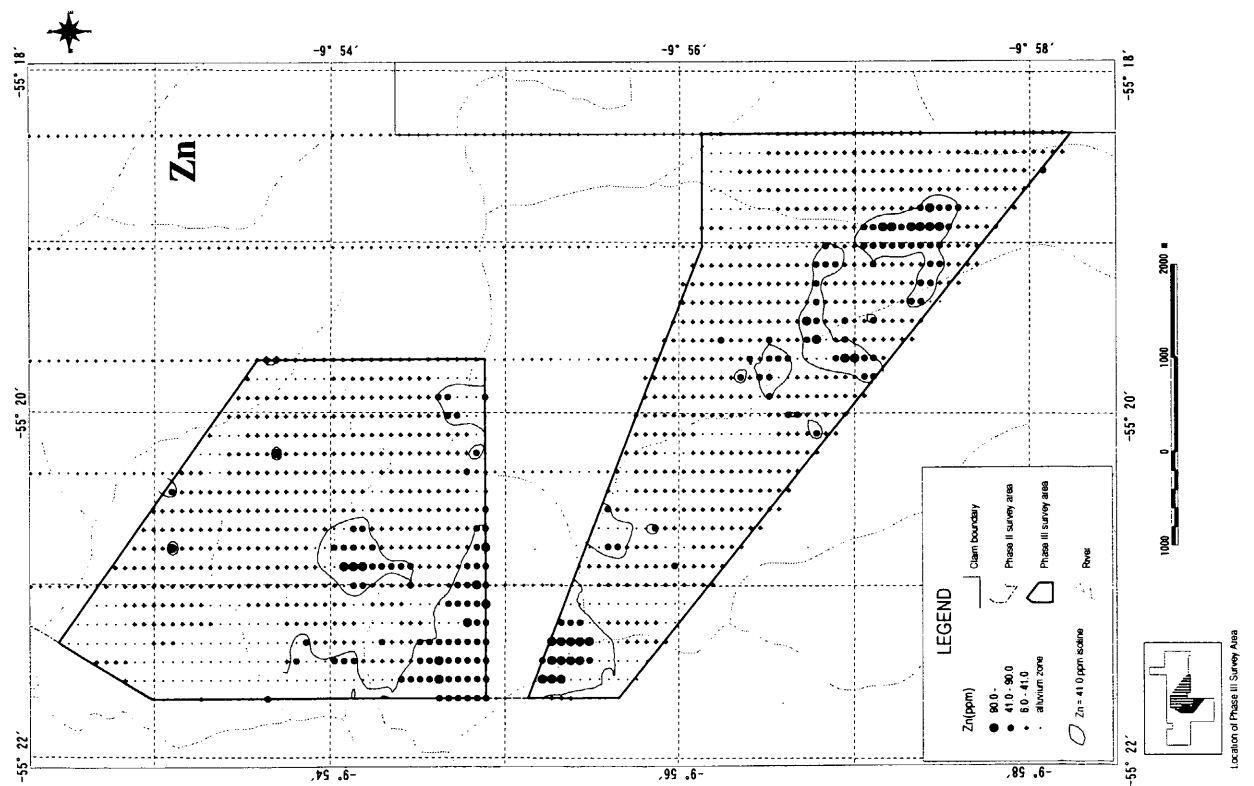 Zn
-9° 54′
-9° 56′
-9° 58′
-55° 18′
-55° 18′
-55° 20′
-55° 20′
-55° 22′
-55° 22′
-9° 54′
-9° 56′
-9° 58′
LEGEND
Zn(ppm)
90.0 -
41.0 - 90.0
6.0 - 41.0
alluvium zone
Zn = 41.0 ppm isoline
Claim boundary
Phase II survey area
Phase III survey area
River
1000 0 1000 2000 m
Location of Phase III Survey Area